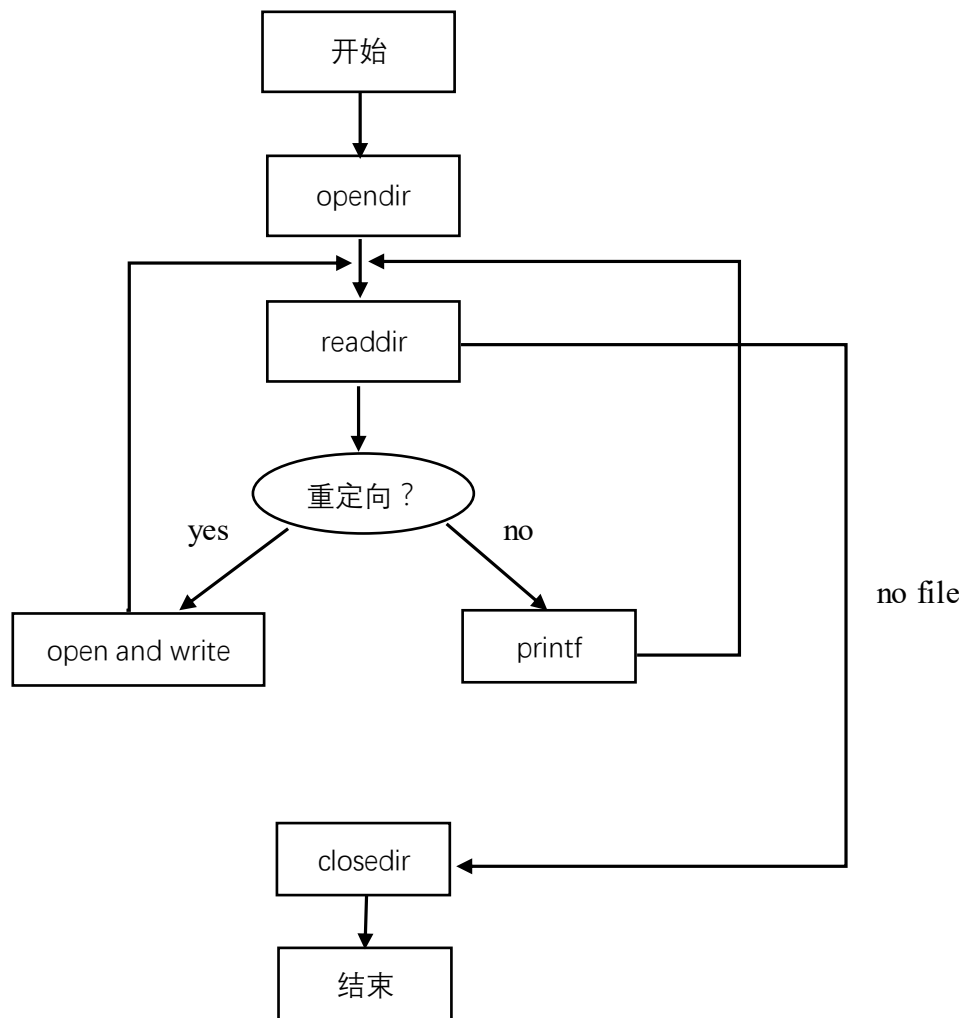 开始
opendir
readdir
重定向？
yes
no
no file
open and write
printf
closedir
结束